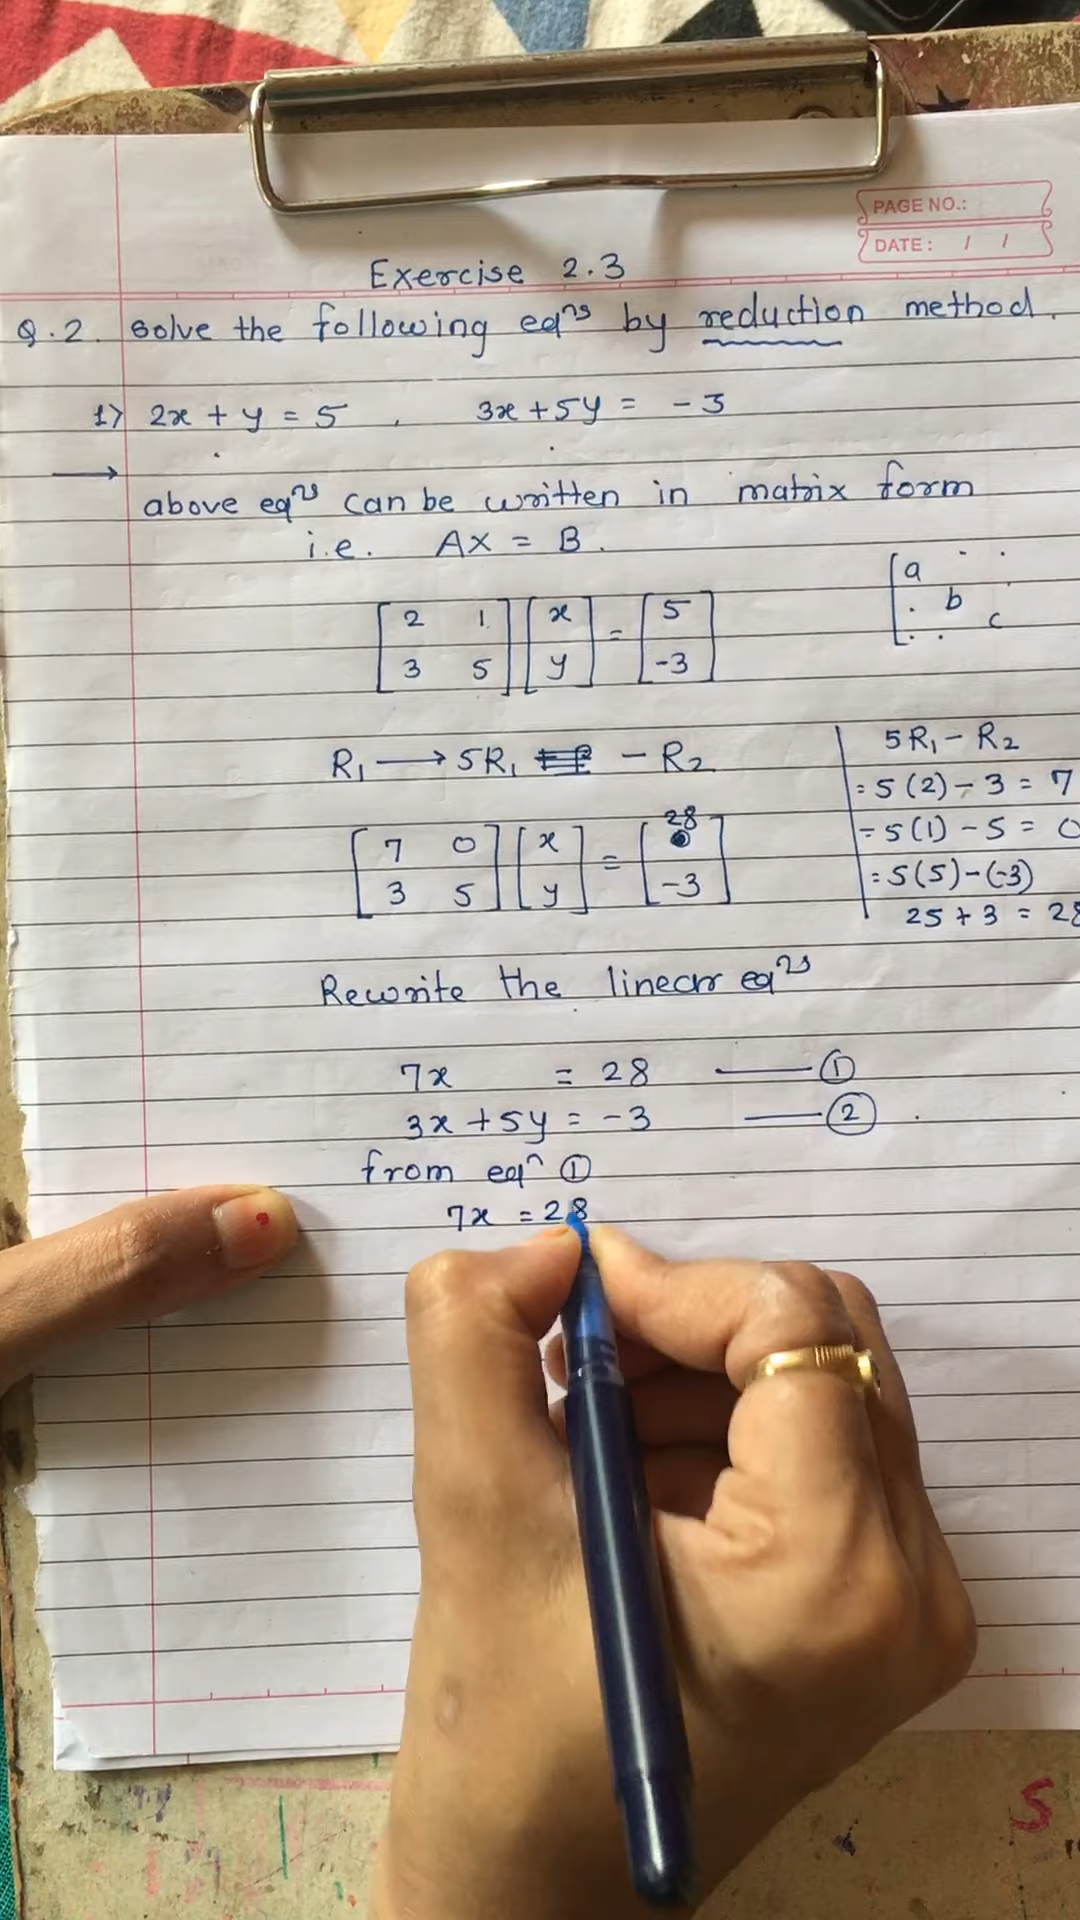 PAGE NO.:
DATE: / /
Exercise 2.3
Q.2. solve the following eqⁿˢ by reduction method.
1) 2x + y = 5 , 3x + 5y = -3
→
above eqⁿˢ can be written in matrix form
i.e. AX = B.
[2 1 [x = [5
3 5] y] -3]
[a . .
. b .
. . c
R₁ → 5R₁ - R₂
[7 0 [x = [28
3 5] y] -3]
5R₁ - R₂
= 5(2) - 3 = 7
= 5(1) - 5 = 0
= 5(5) - (-3)
25 + 3 = 28
Rewrite the linear eqⁿˢ
7x = 28 —— ①
3x + 5y = -3 —— ②
from eqⁿ ①
7x = 28
S